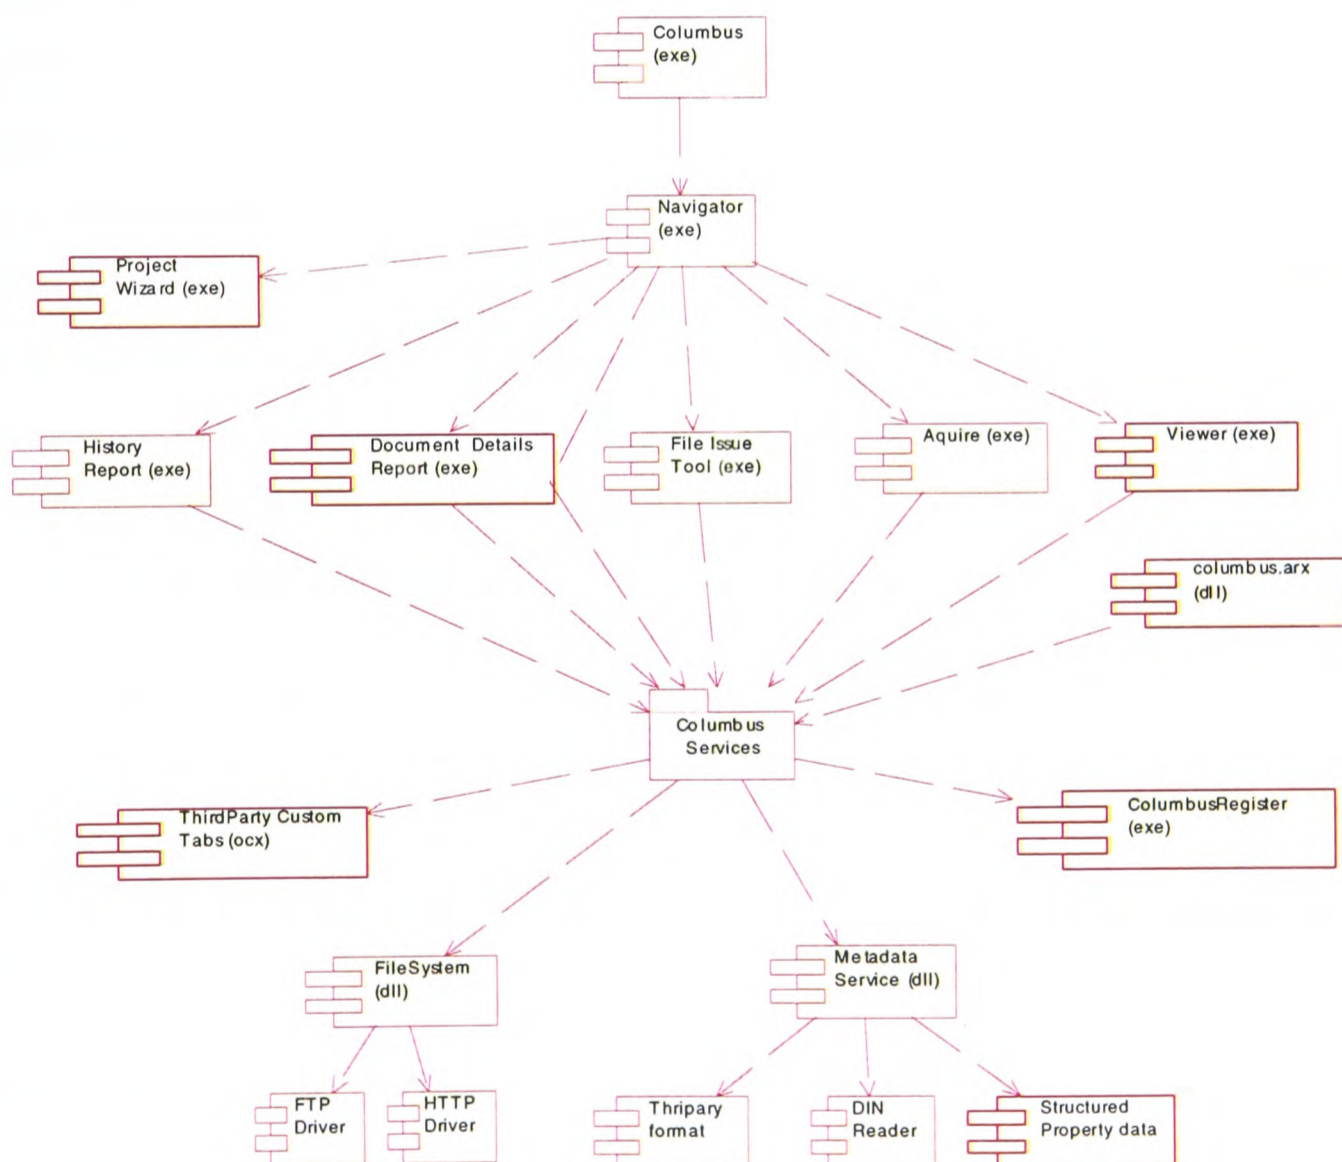 Columbus
(exe)
Navigator
(exe)
Project
Wizard (exe)
History
Report (exe)
Document Details
Report (exe)
File Issue
Tool (exe)
Aquire (exe)
Viewer (exe)
columbus.arx
(dll)
Columbus
Services
ThirdParty Custom
Tabs (ocx)
ColumbusRegister
(exe)
FileSystem
(dll)
Metadata
Service (dll)
FTP
Driver
HTTP
Driver
Thripary
format
DIN
Reader
Structured
Property data